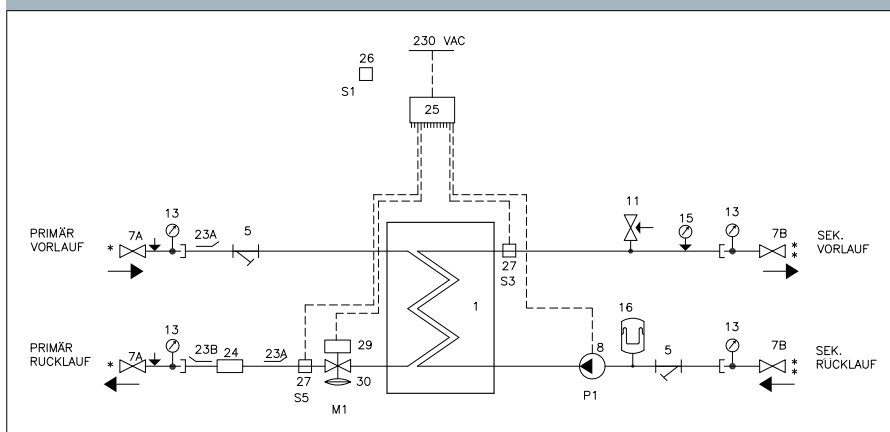 230 VAC
26
S1
25
13
7A
*
23A
5
PRIMÄR
VORLAUF
11
15
13
7B
*
*
SEK.
VORLAUF
27
S3
1
PRIMÄR
RÜCKLAUF
7A
*
13
23B
24
23A
27
S5
29
30
M1
8
P1
16
5
13
7B
*
*
SEK.
RÜCKLAUF